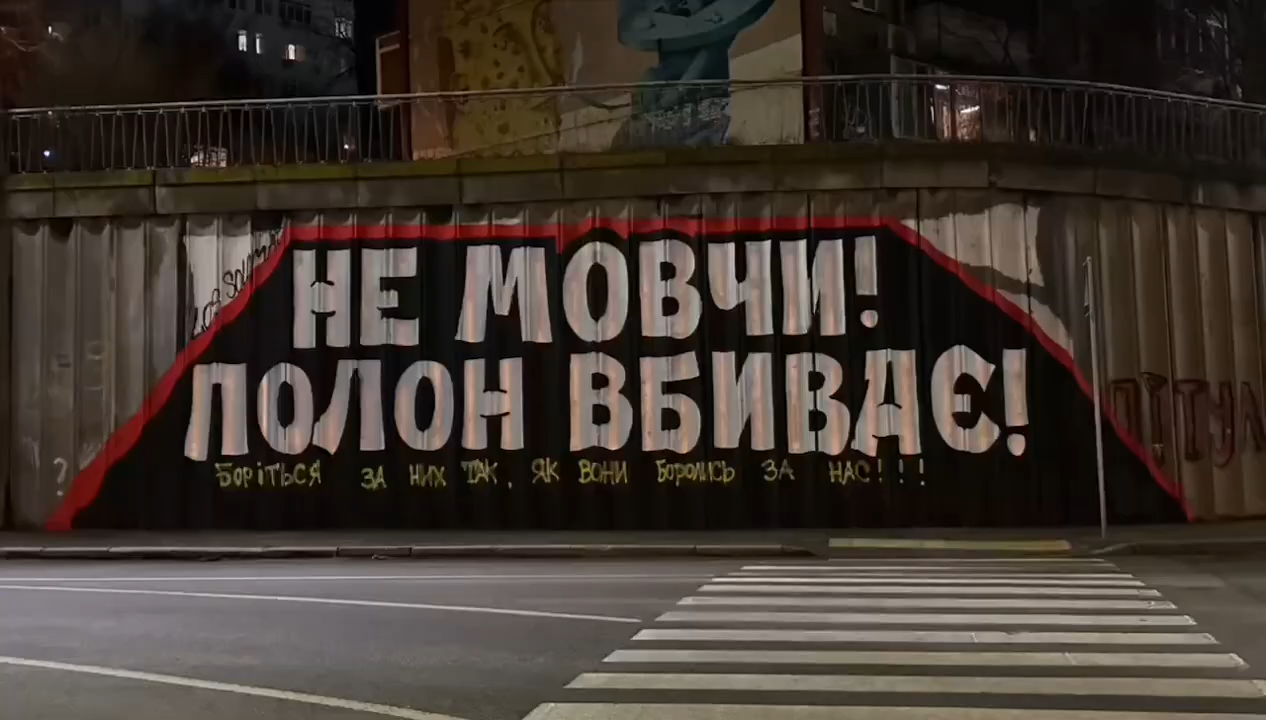 НЕ МОВЧИ!
ПОЛОН ВБИВАЄ!
БОРІТЬСЯ ЗА НИХ ТАК, ЯК ВОНИ БОРОЛИСЬ ЗА НАС!!!